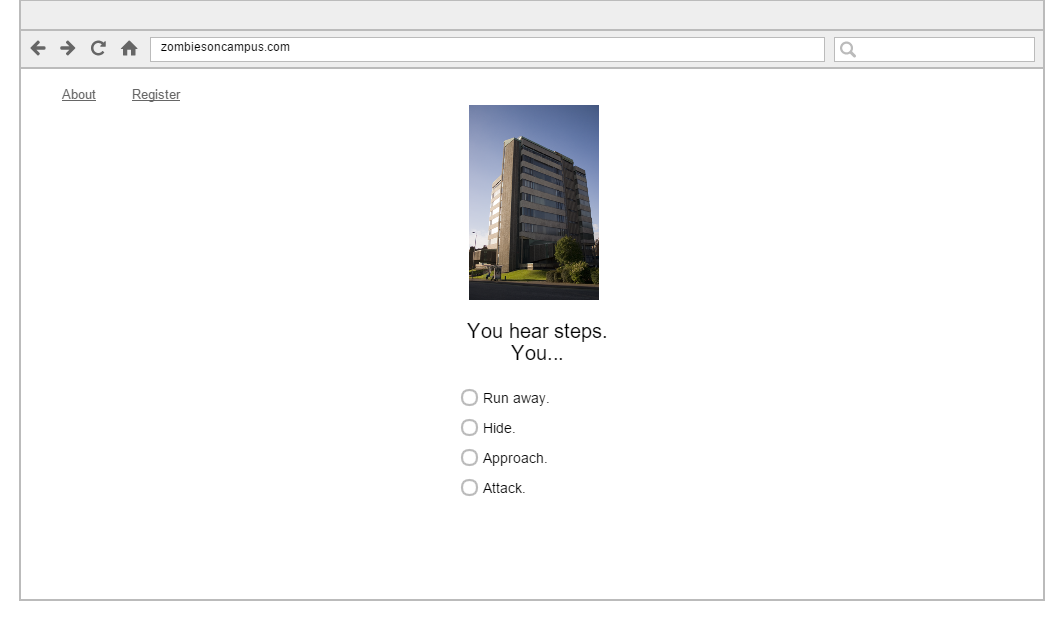 zombiesoncampus.com
About Register
You hear steps.
You...
Run away.
Hide.
Approach.
Attack.